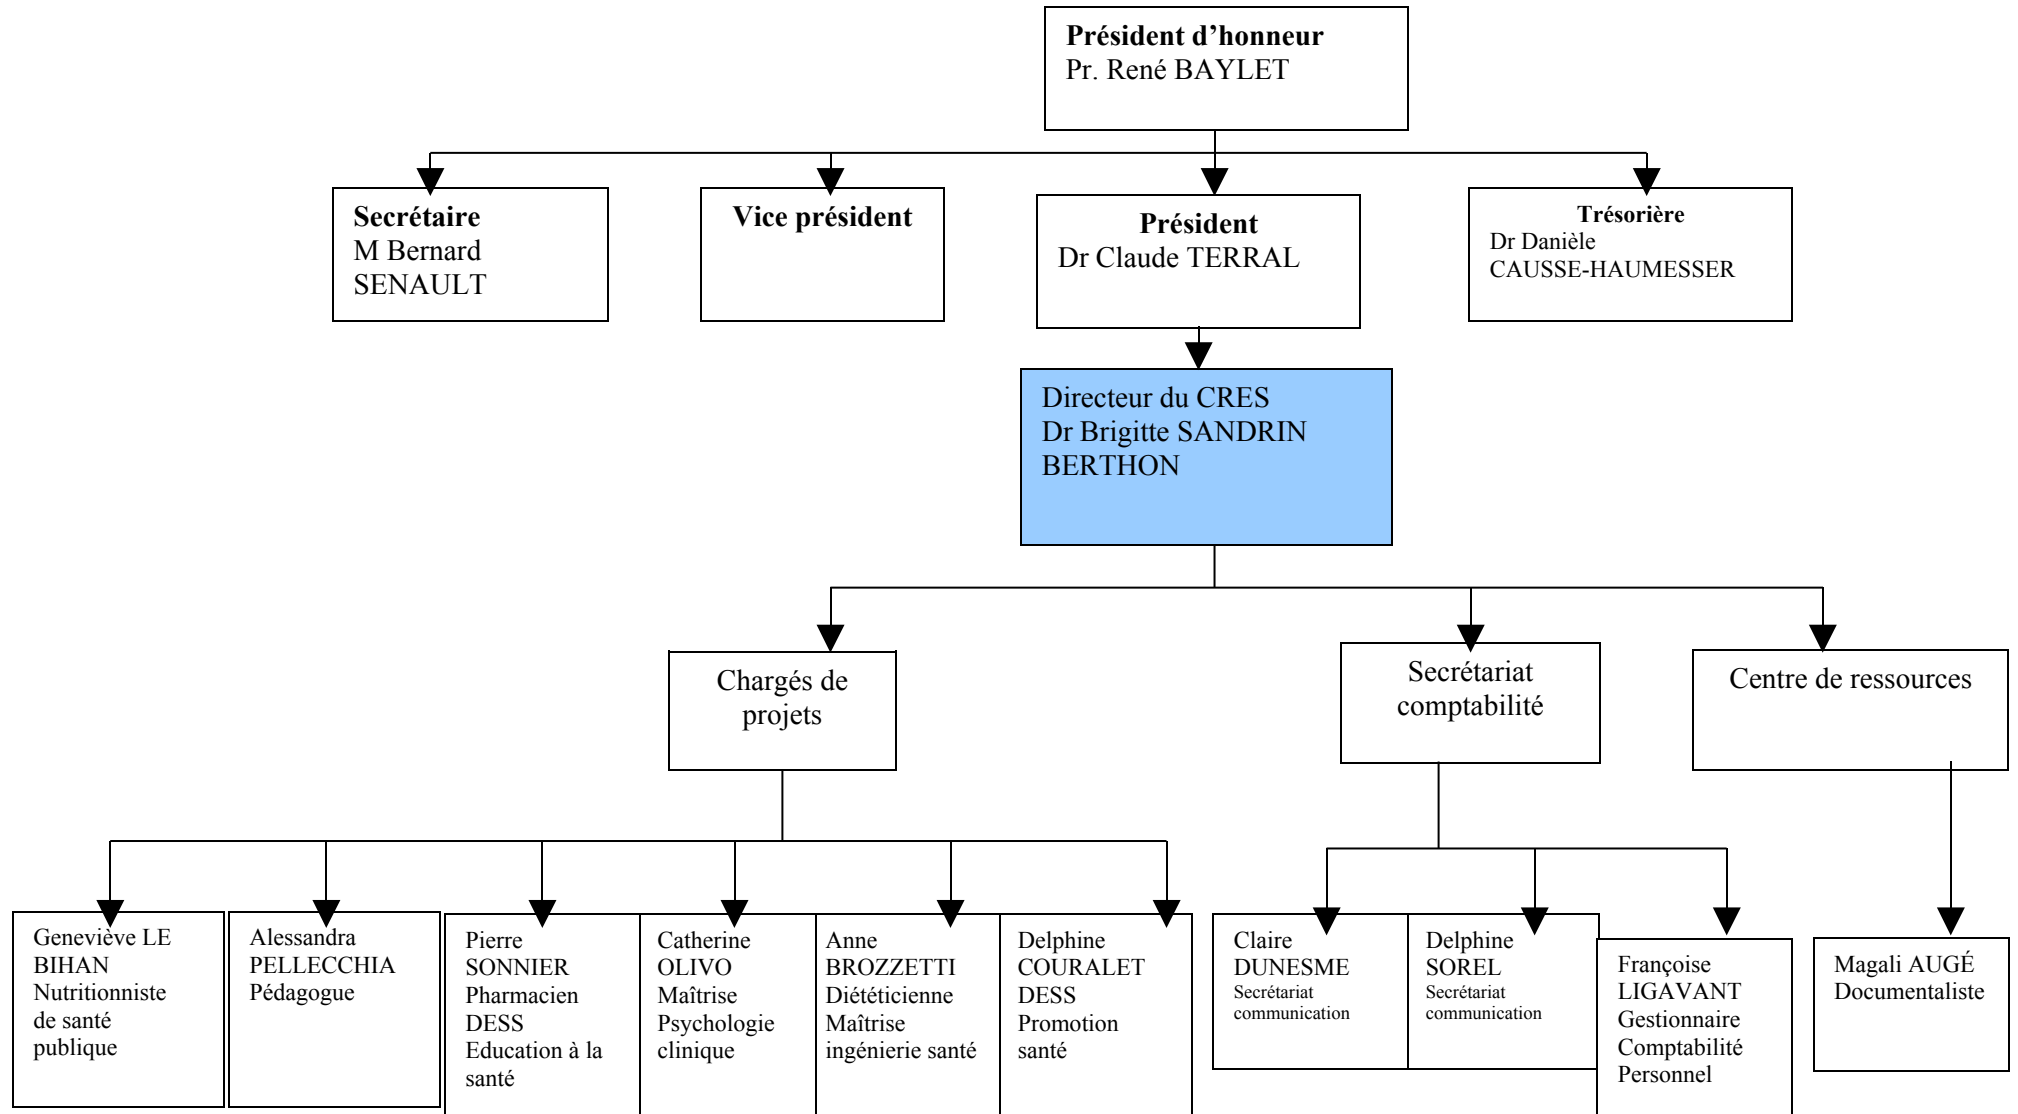 Président d’honneur
Pr. René BAYLET
Secrétaire
M Bernard
SENAULT
Vice président
Président
Dr Claude TERRAL
Trésorière
Dr Danièle
CAUSSE-HAUMESSER
Directeur du CRES
Dr Brigitte SANDRIN
BERTHON
Chargés de
projets
Secrétariat
comptabilité
Centre de ressources
Geneviève LE
BIHAN
Nutritionniste
de santé
publique
Alessandra
PELLECCHIA
Pédagogue
Pierre
SONNIER
Pharmacien
DESS
Education à la
santé
Catherine
OLIVO
Maîtrise
Psychologie
clinique
Anne
BROZZETTI
Diététicienne
Maîtrise
ingénierie santé
Delphine
COURALET
DESS
Promotion
santé
Claire
DUNESME
Secrétariat
communication
Delphine
SOREL
Secrétariat
communication
Françoise
LIGAVANT
Gestionnaire
Comptabilité
Personnel
Magali AUGÉ
Documentaliste